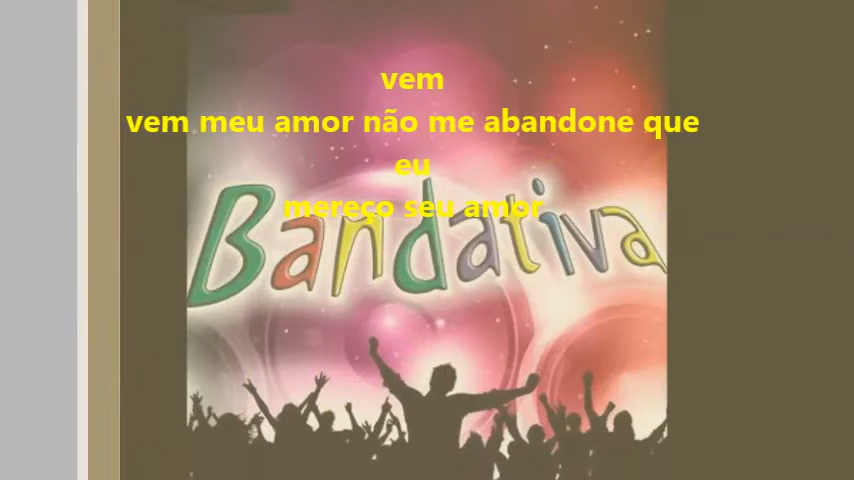 vem
vem meu amor não me abandone que
eu
mereço seu amor
Bandativa